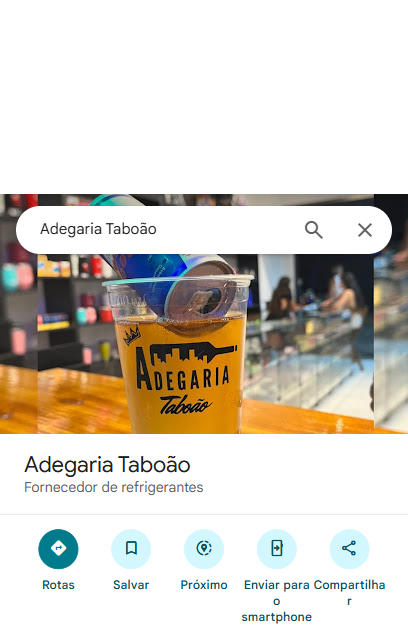 Adegaria Taboão
ADEGARIA
Taboão
Adegaria Taboão
Fornecedor de refrigerantes
Rotas
Salvar
Próximo
Enviar para o smartphone
Compartilhar